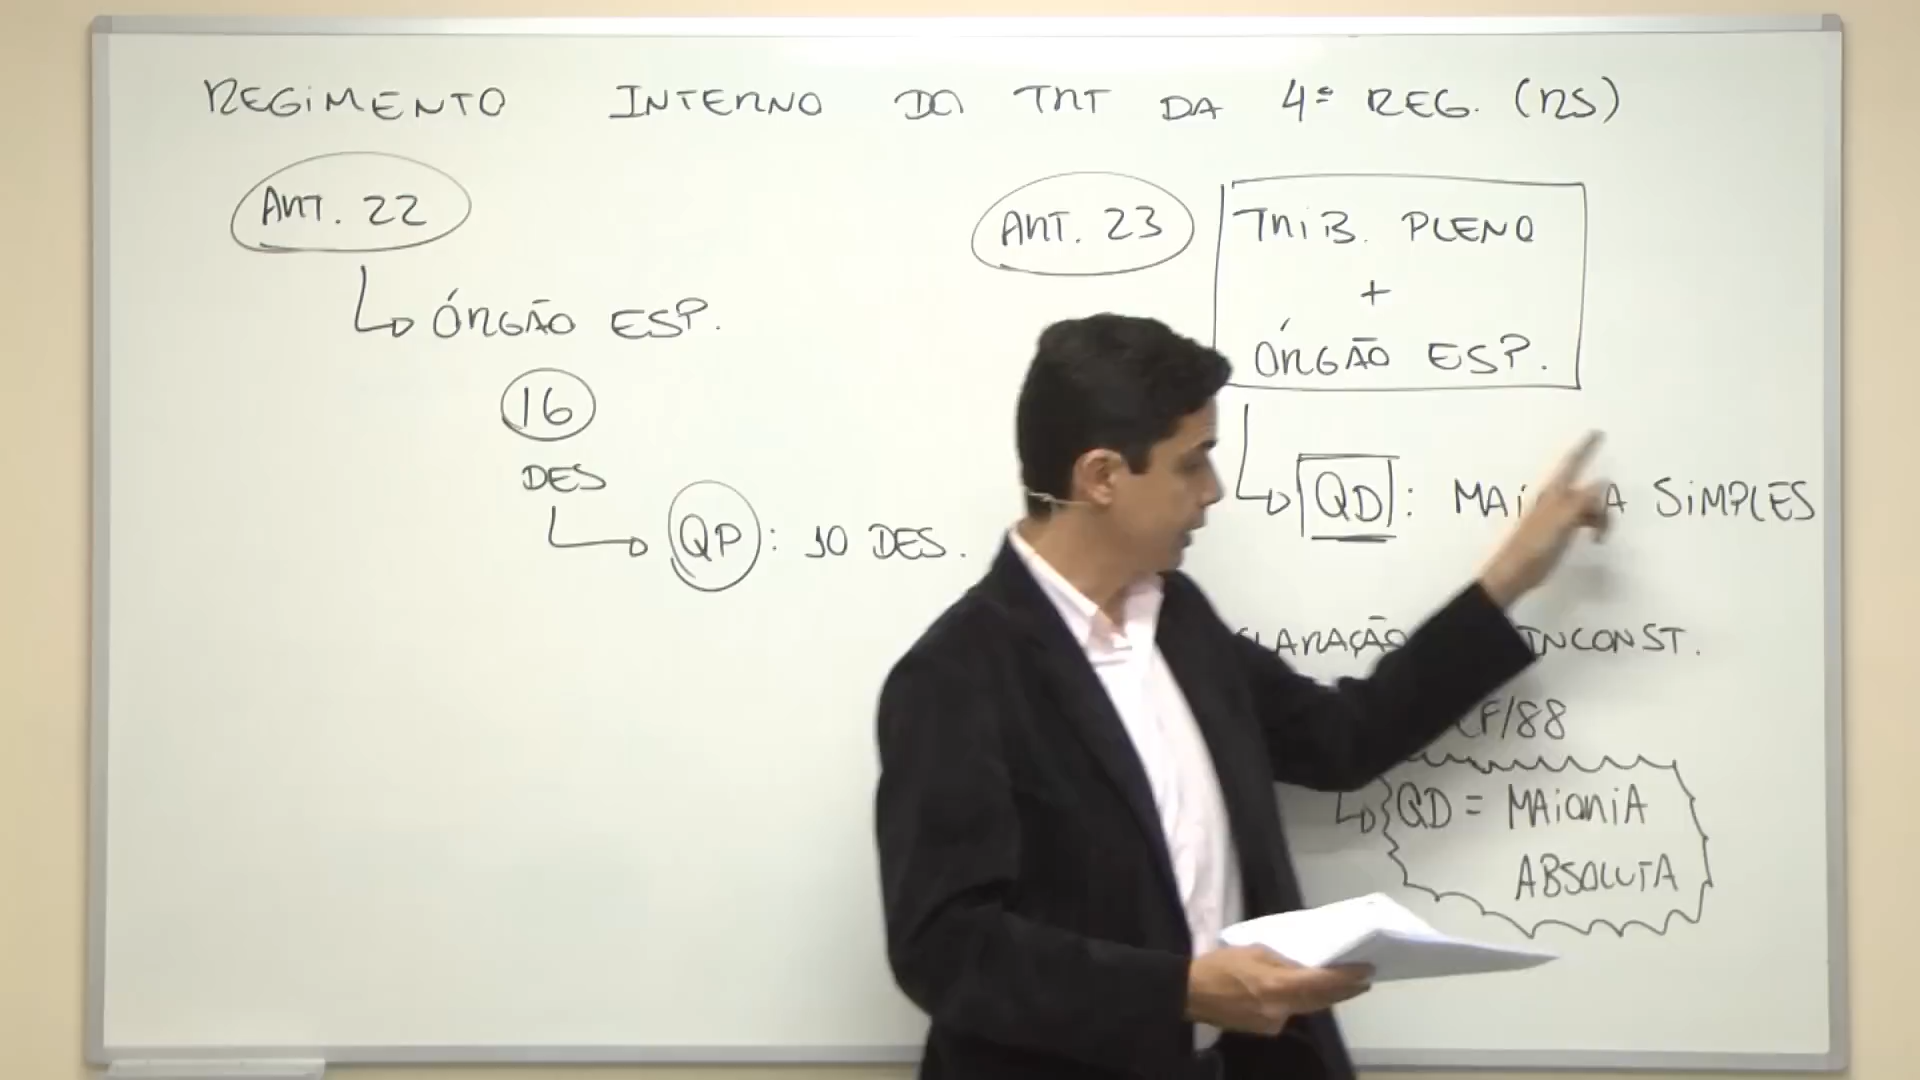 REGIMENTO INTERNO DO TRT DA 4ª REG. (RS)
ART. 22
ÓRGÃO ESP.
16
DES
QP: 10 DES.
ART. 23
TRIB. PLENO
+
ÓRGÃO ESP.
QD: SIMPLES
INCONST.
CF/88
QD = MAIORIA
ABSOLUTA